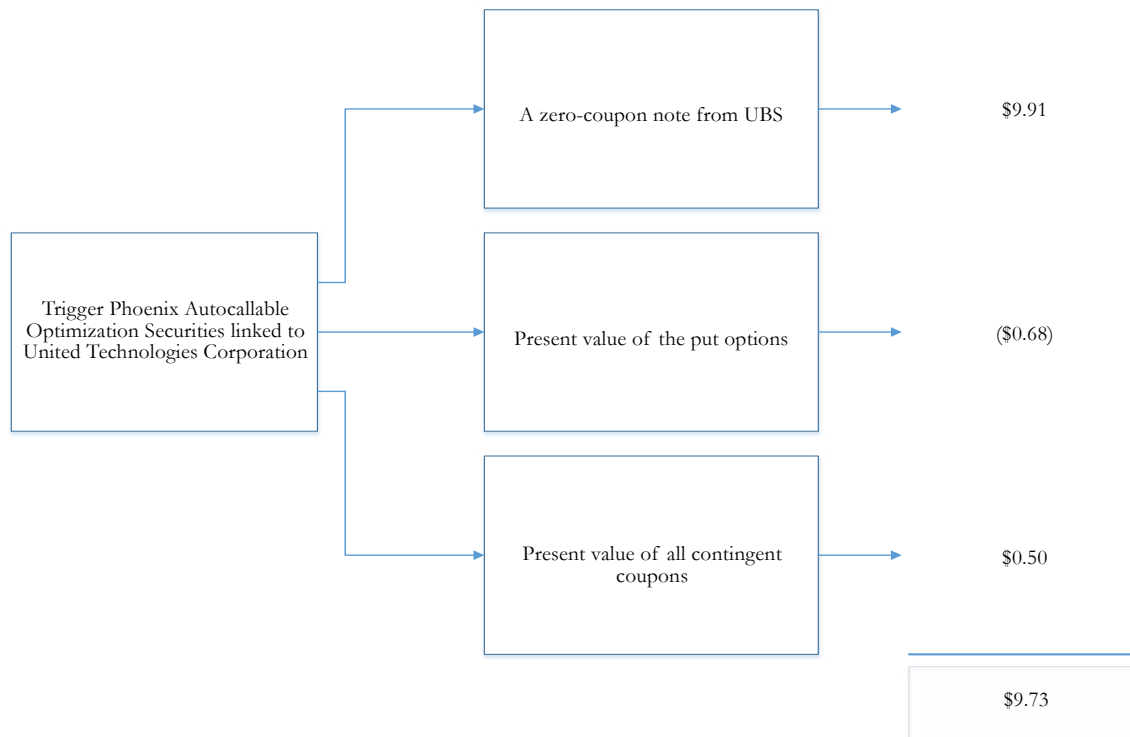 A zero-coupon note from UBS
$9.91
Trigger Phoenix Autocallable
Optimization Securities linked to
United Technologies Corporation
Present value of the put options
($0.68)
Present value of all contingent
coupons
$0.50
$9.73